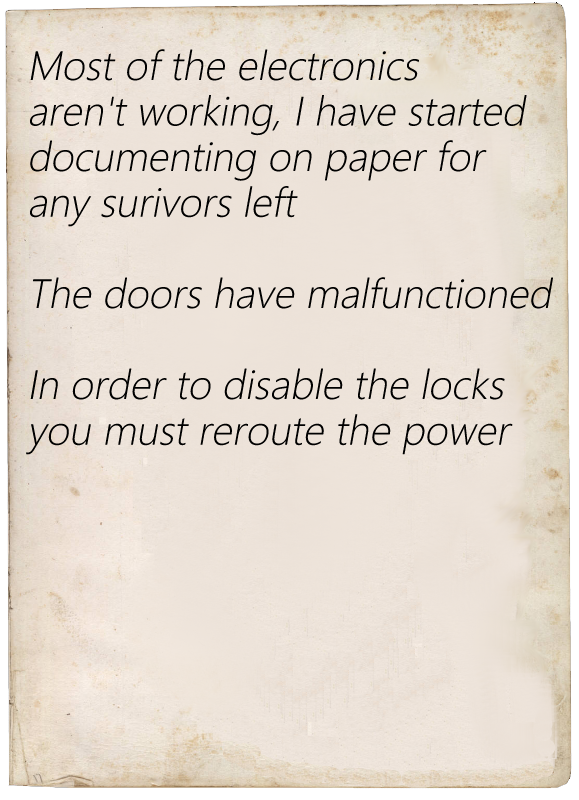 Most of the electronics
aren't working, I have started
documenting on paper for
any surivors left
The doors have malfunctioned
In order to disable the locks
you must reroute the power